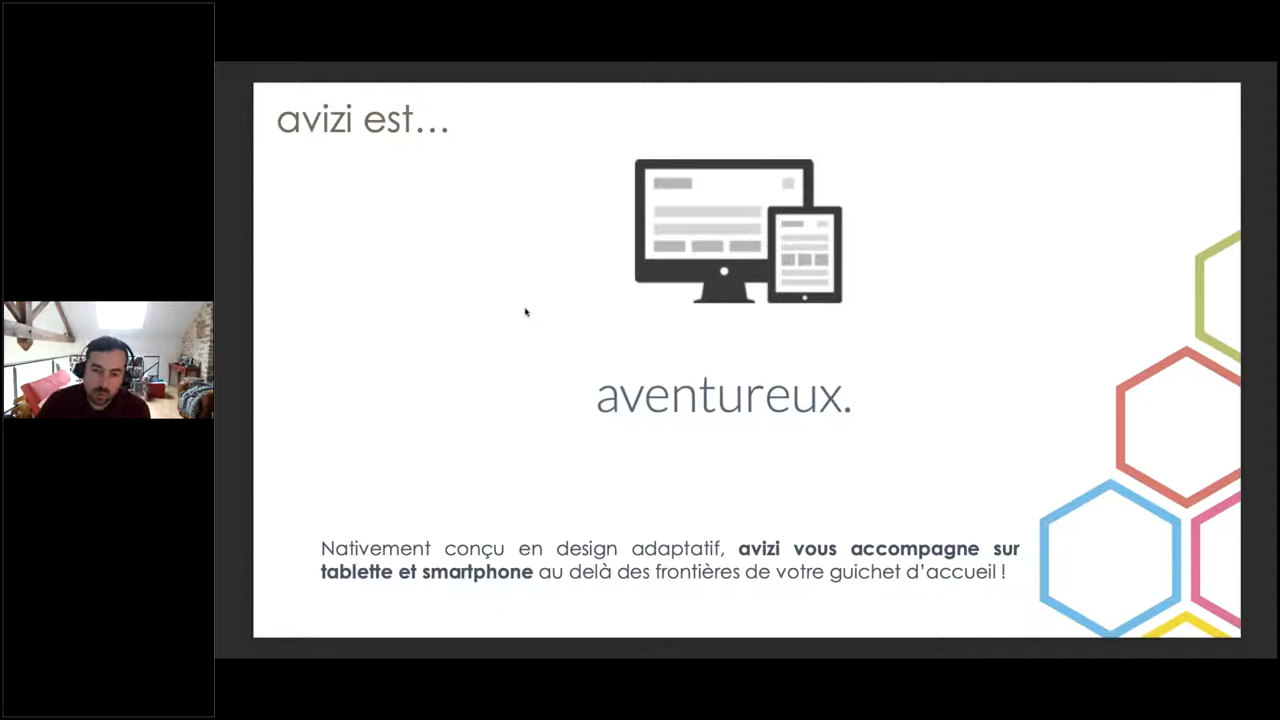 avizi est…
aventureux.
Nativement conçu en design adaptatif, avizi vous accompagne sur
tablette et smartphone au delà des frontières de votre guichet d’accueil !